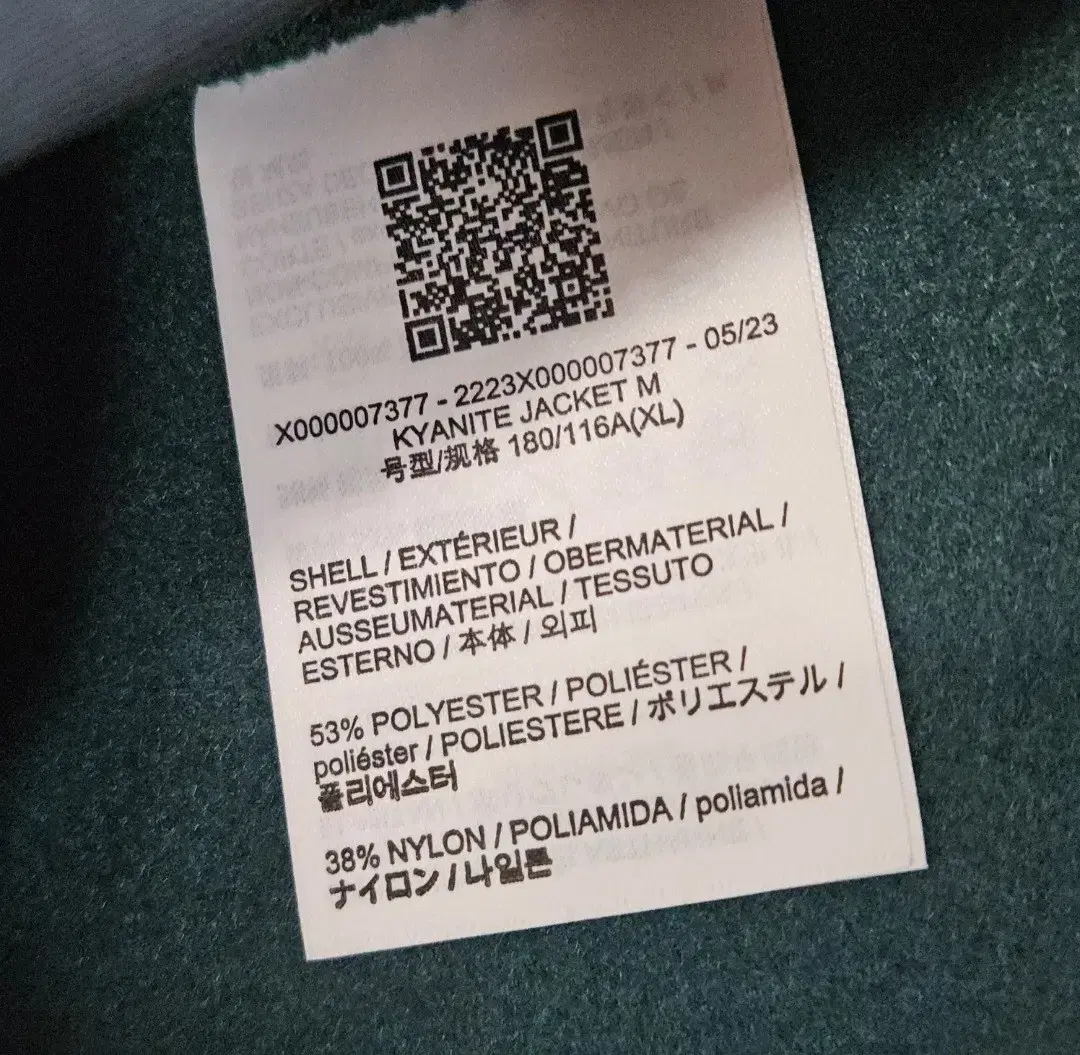 X000007377 - 2223X000007377 - 05/23
KYANITE JACKET M
号型/规格 180/116A(XL)
SHELL / EXTÉRIEUR /
REVESTIMIENTO / OBERMATERIAL /
AUSSEUMATERIAL / TESSUTO
ESTERNO / 本体 / 외피
53% POLYESTER / POLIÉSTER /
poliéster / POLIESTERE / ポリエステル /
폴리에스터
38% NYLON / POLIAMIDA / poliamida /
ナイロン / 나일론